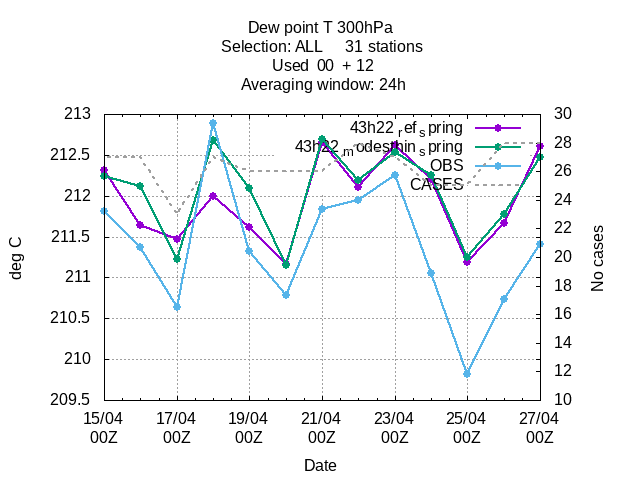 Dew point T 300hPa
Selection: ALL 31 stations
Used 00 + 12
Averaging window: 24h
213
212.5
212
211.5
211
210.5
210
209.5
deg C
30
28
26
24
22
20
18
16
14
12
10
No cases
43h22_ref_spring
43h22_modesmin_spring
OBS
CASES
15/04 17/04 19/04 21/04 23/04 25/04 27/04
00Z 00Z 00Z 00Z 00Z 00Z 00Z
Date